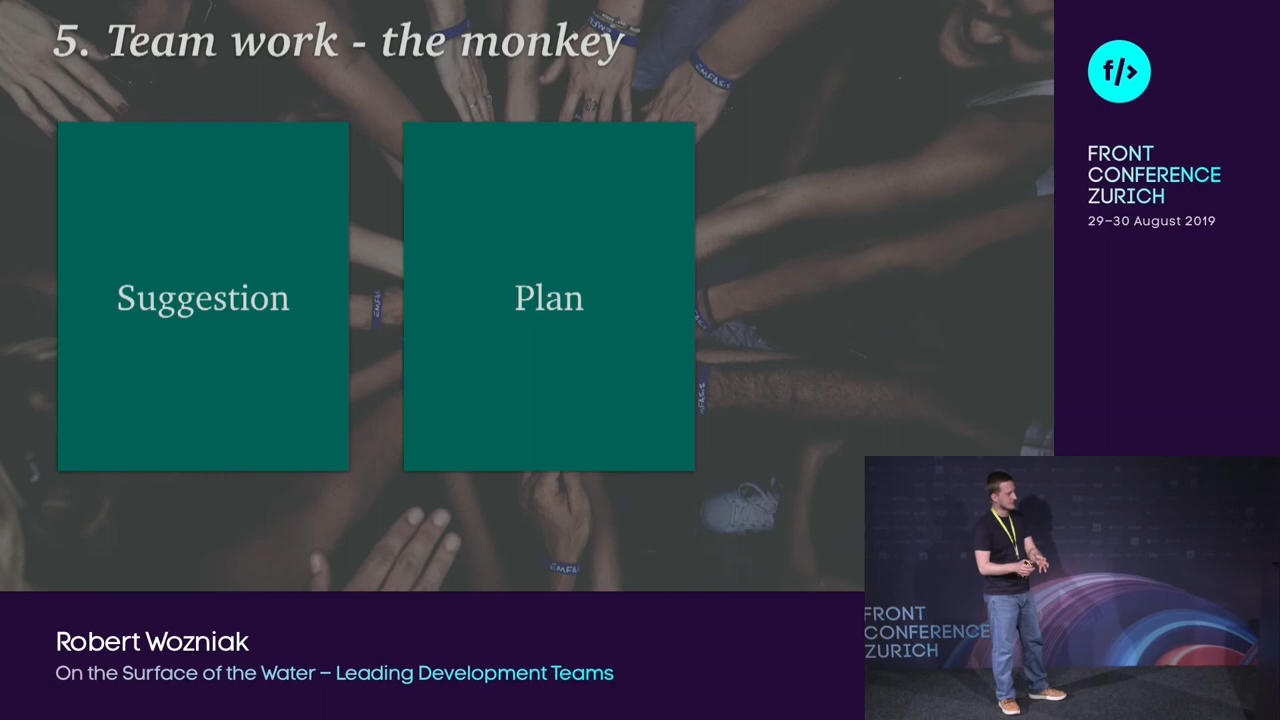 5. Team work - the monkey
Suggestion
Plan
f/>
FRONT
CONFERENCE
ZURICH
29–30 August 2019
Robert Wozniak
On the Surface of the Water – Leading Development Teams
FRONT
CONFERENCE
ZURICH